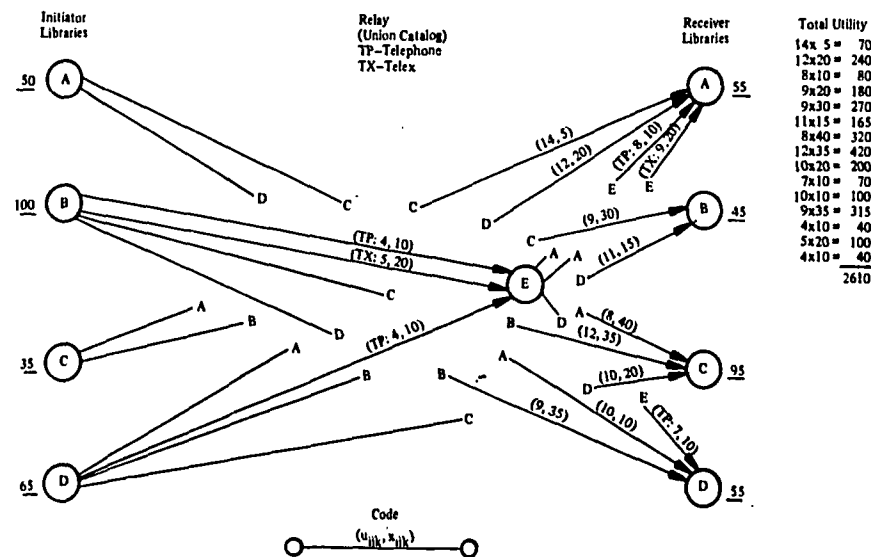 Initiator
Libraries
Relay
(Union Catalog)
TP-Telephone
TX-Telex
Receiver
Libraries
Total Utility
14x 5 = 70
12x20 = 240
8x10 = 80
9x20 = 180
9x30 = 270
11x15 = 165
8x40 = 320
12x35 = 420
10x20 = 200
7x10 = 70
10x10 = 100
9x35 = 315
4x10 = 40
5x20 = 100
4x10 = 40
2610
50
A
A
55
(14, 5)
(12, 20)
(TP: 8, 10)
(TX: 9, 20)
D
C
C
D
E
E
100
B
B
45
(TP: 4, 10)
(TX: 5, 20)
(9, 30)
(11, 15)
C
C
D
E
A
A
D
D
35
C
C
95
A
B
A
B
(TP: 4, 10)
A
(8, 40)
B
(12, 35)
D
(10, 20)
65
D
D
55
B
C
B
(9, 35)
A
(10, 10)
E
(TP: 7, 10)
Code
(uijk, xijk)